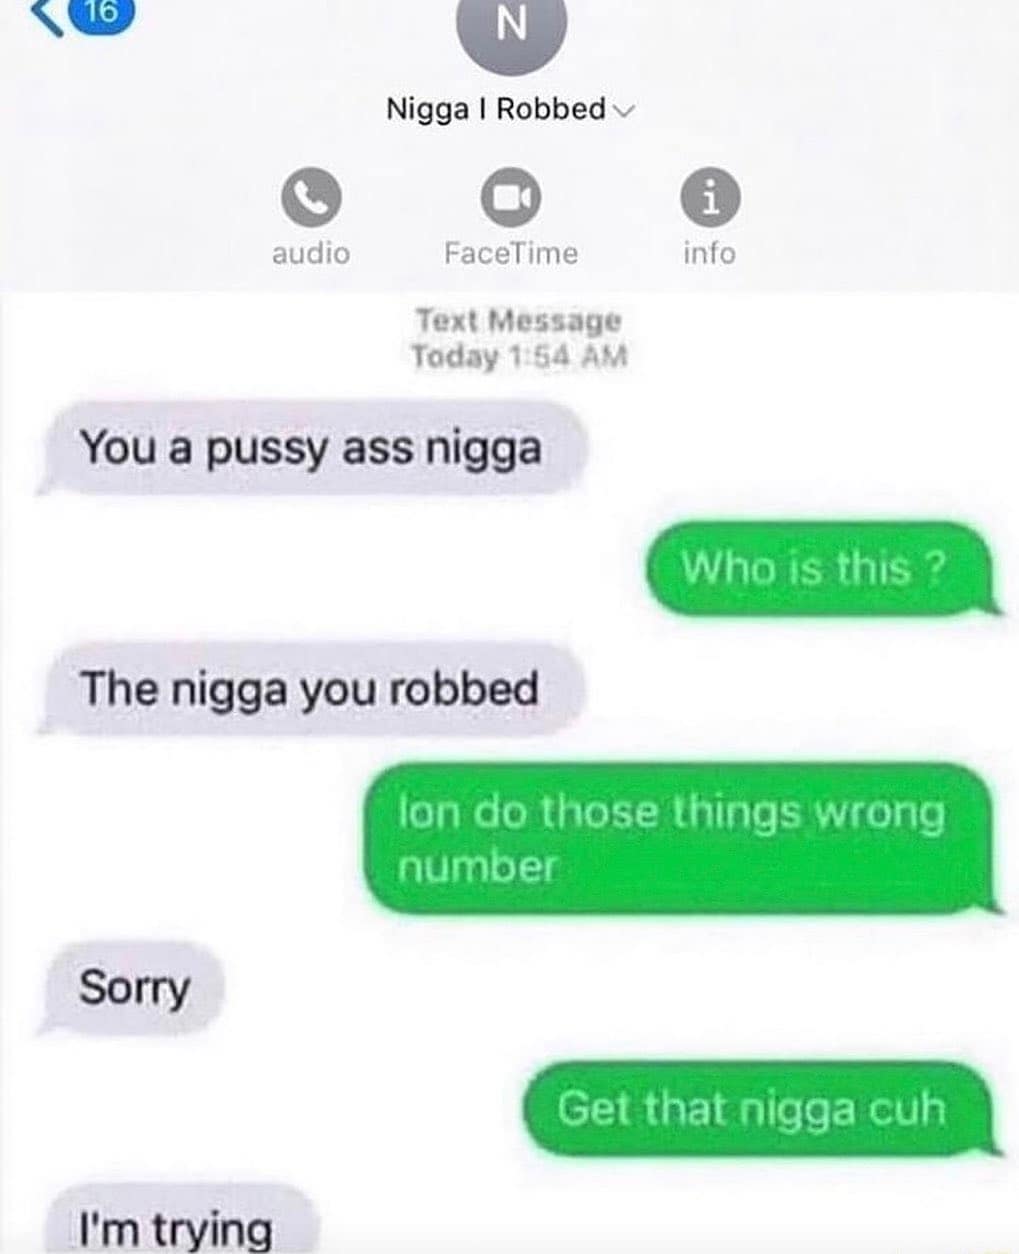 16
N
Nigga I Robbed
audio FaceTime info
Text Message
Today 1:54 AM
You a pussy ass nigga
Who is this ?
The nigga you robbed
Ion do those things wrong
number
Sorry
Get that nigga cuh
I'm trying